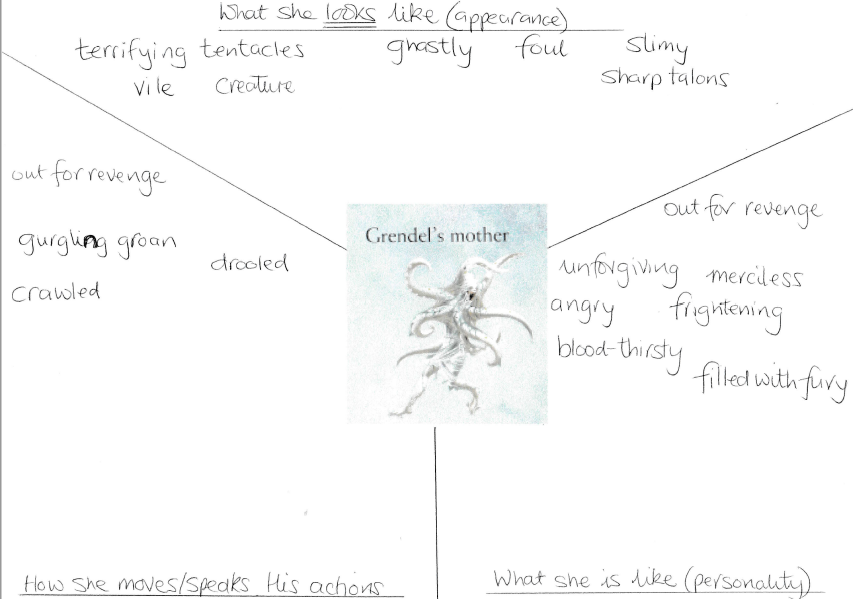 What she looks like (appearance)
terrifying tentacles ghastly foul slimy
vile creature sharp talons
out for revenge
gurgling groan
drooled
crawled
Grendel's mother
out for revenge
unforgiving merciless
angry frightening
blood-thirsty
filled with fury
How she moves/speaks His actions
What she is like (personality)